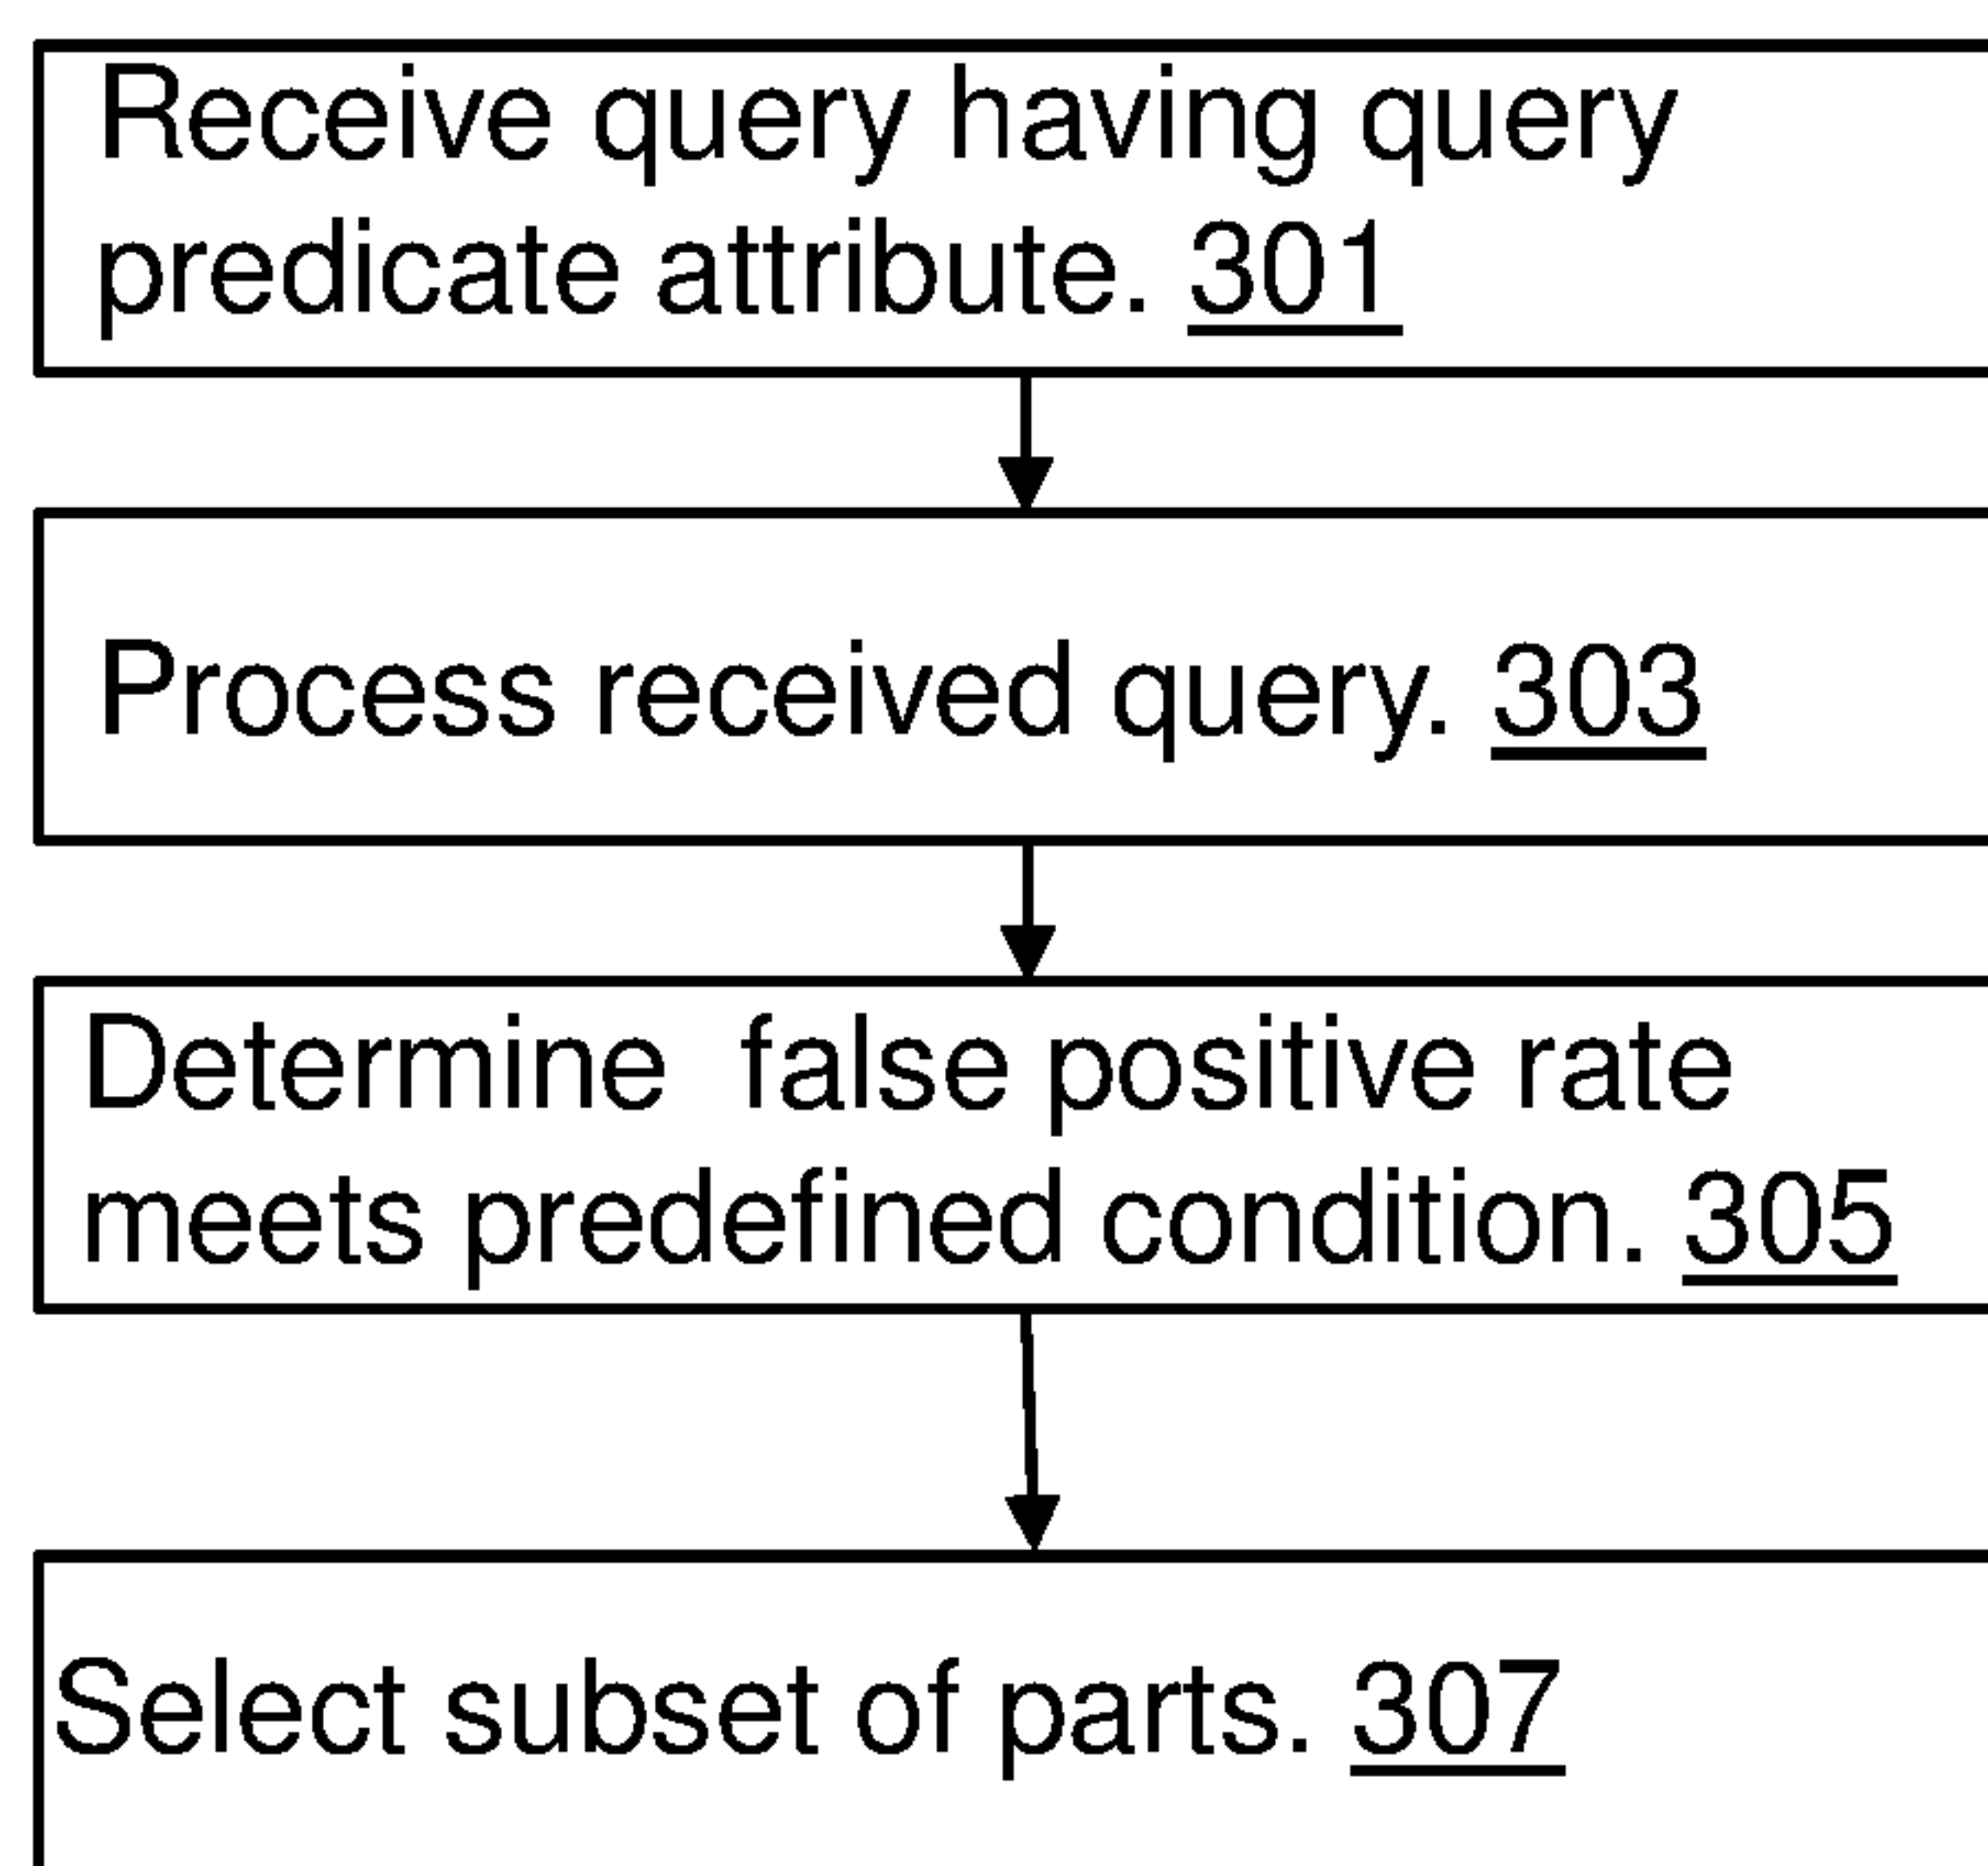 Receive query having query
predicate attribute. 301
Process received query. 303
Determine false positive rate
meets predefined condition. 305
Select subset of parts. 307